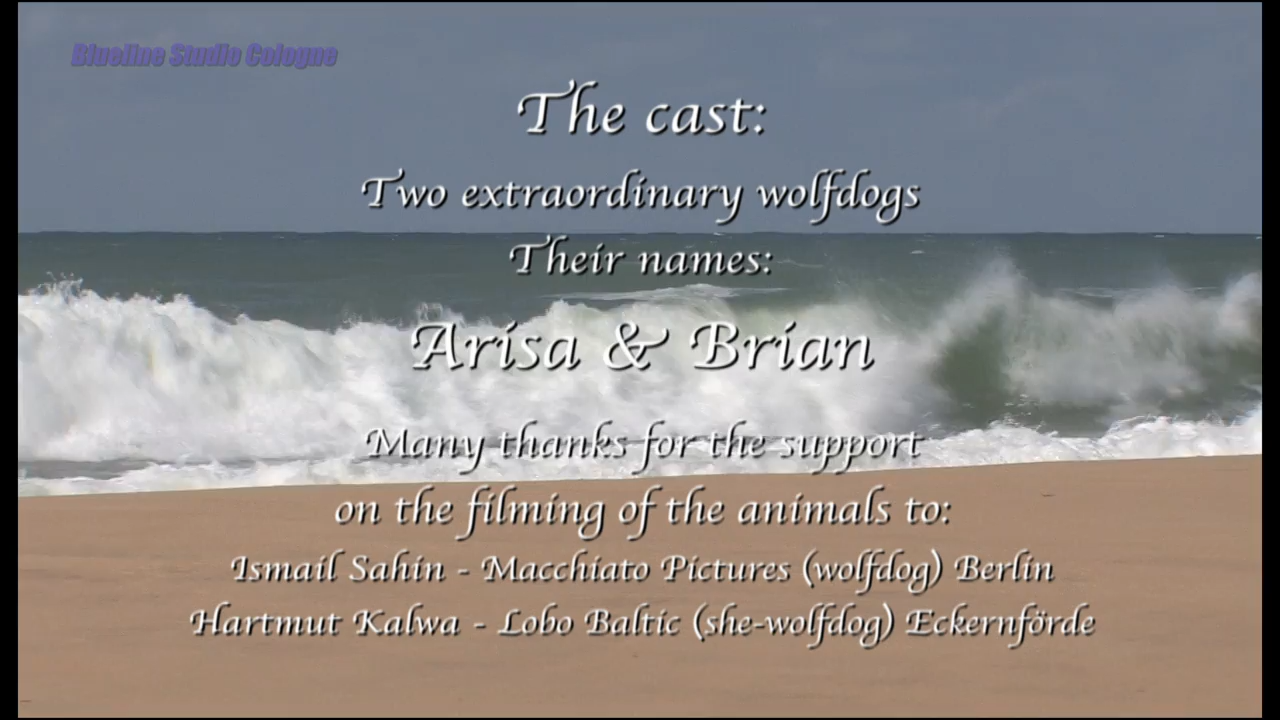 Blueline Studio Cologne
The cast:
Two extraordinary wolfdogs
Their names:
Arisa & Brian
Many thanks for the support
on the filming of the animals to:
Ismail Sahin - Macchiato Pictures (wolfdog) Berlin
Hartmut Kalwa - Lobo Baltic (she-wolfdog) Eckernförde